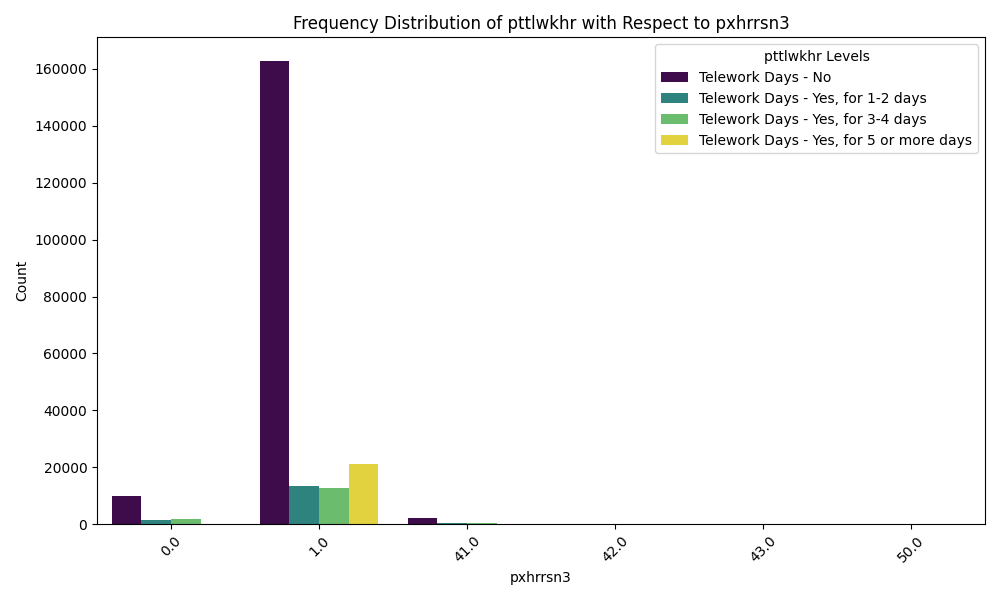 Frequency Distribution of pttlwkhr with Respect to pxhrrsn3
pttlwkhr Levels
Telework Days - No
Telework Days - Yes, for 1-2 days
Telework Days - Yes, for 3-4 days
Telework Days - Yes, for 5 or more days
Count
160000
140000
120000
100000
80000
60000
40000
20000
0
0.0
1.0
41.0
42.0
43.0
50.0
pxhrrsn3